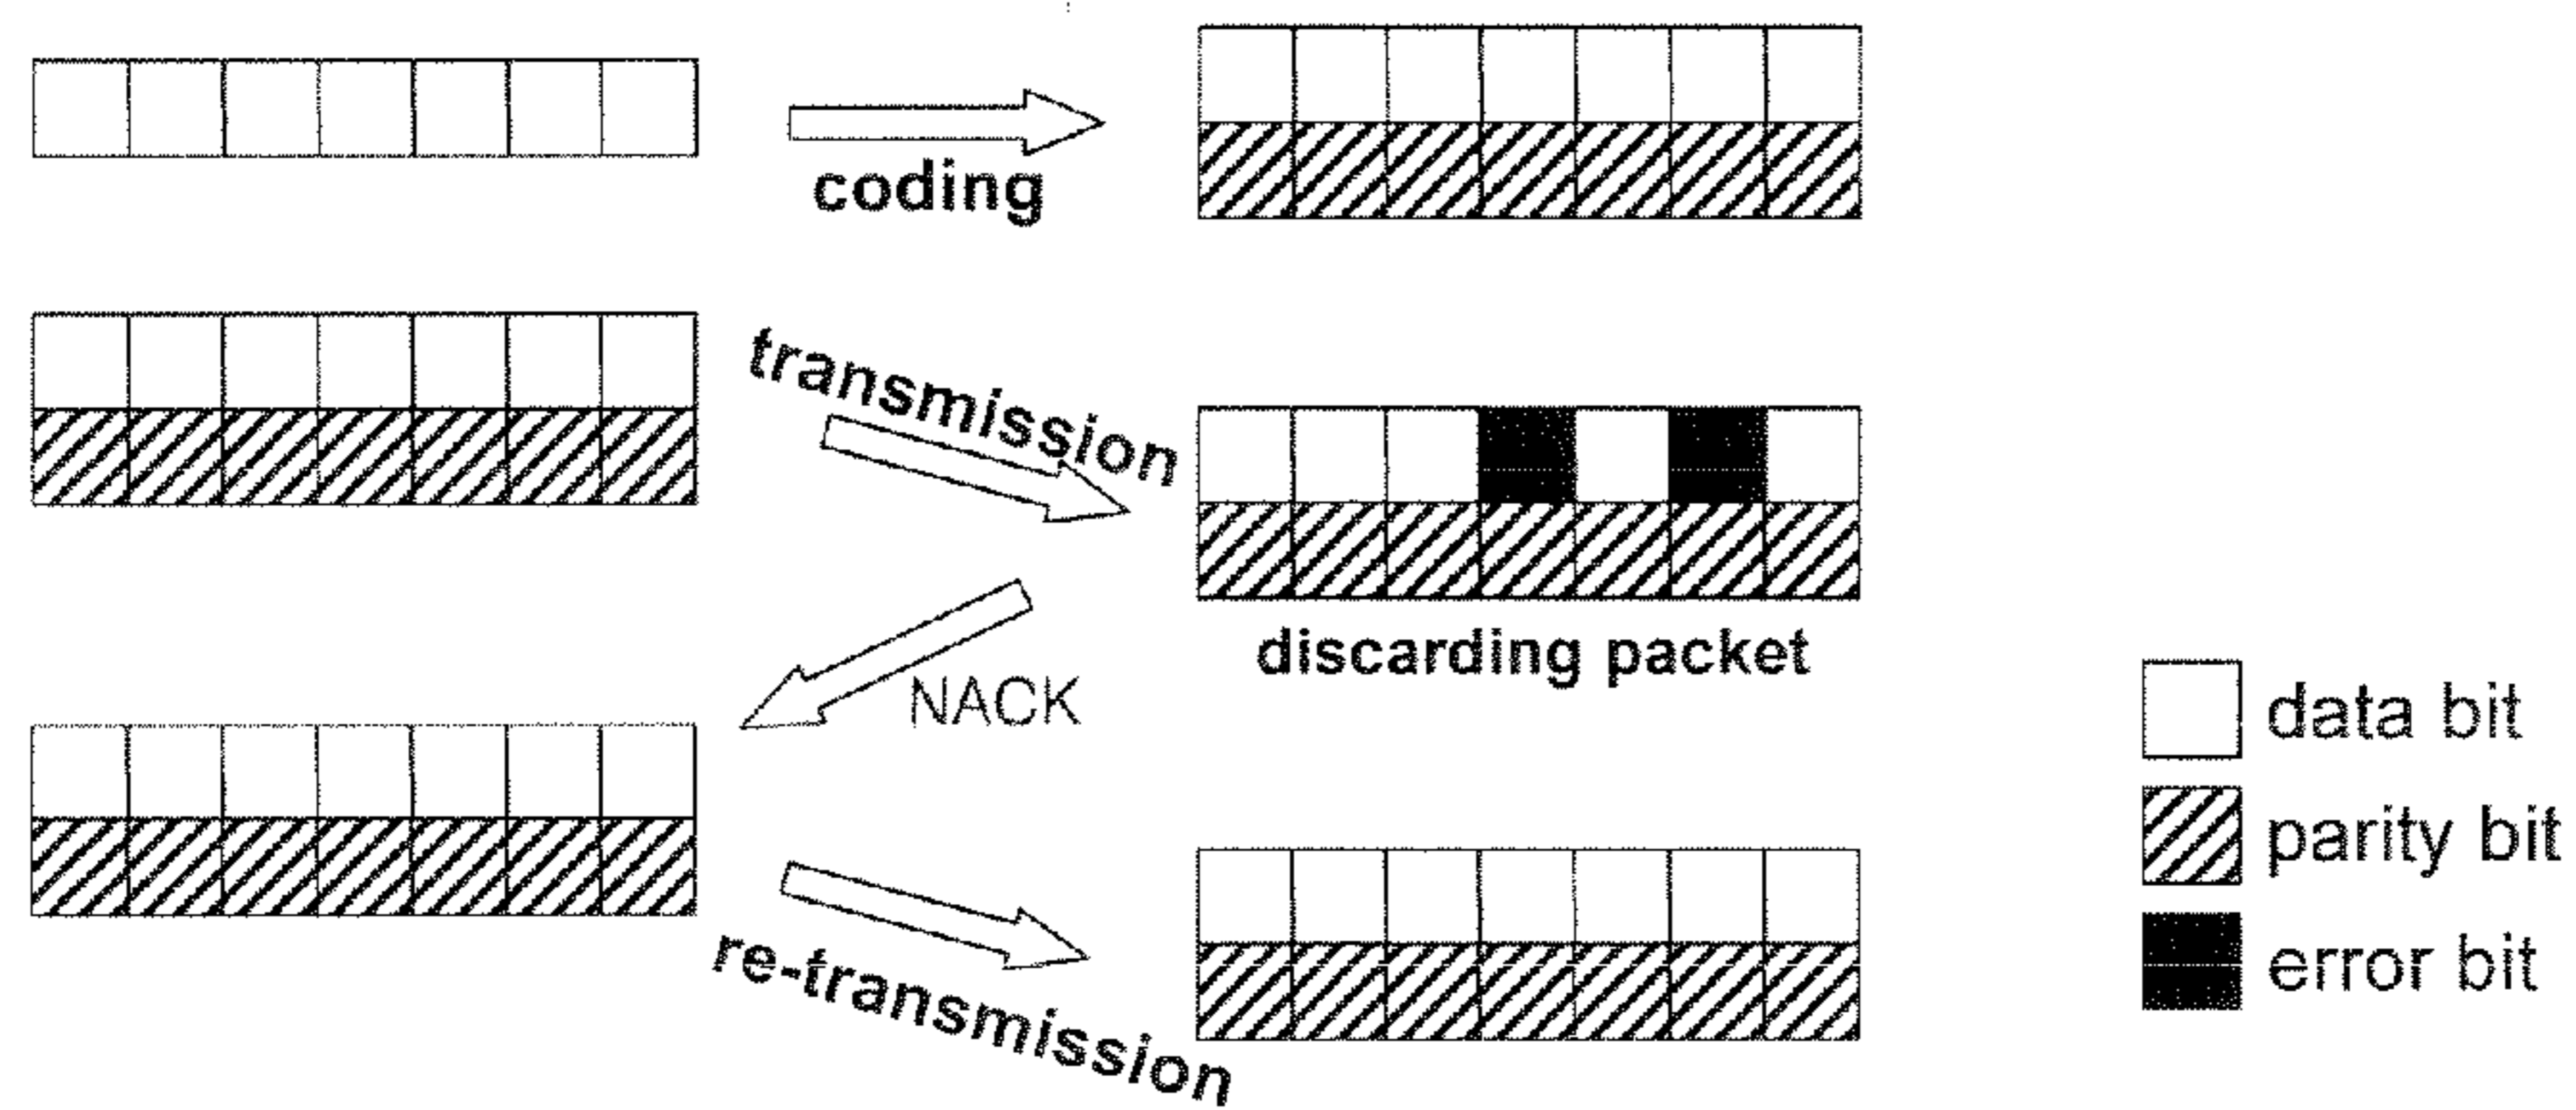 coding
transmission
discarding packet
NACK
re-transmission
data bit
parity bit
error bit